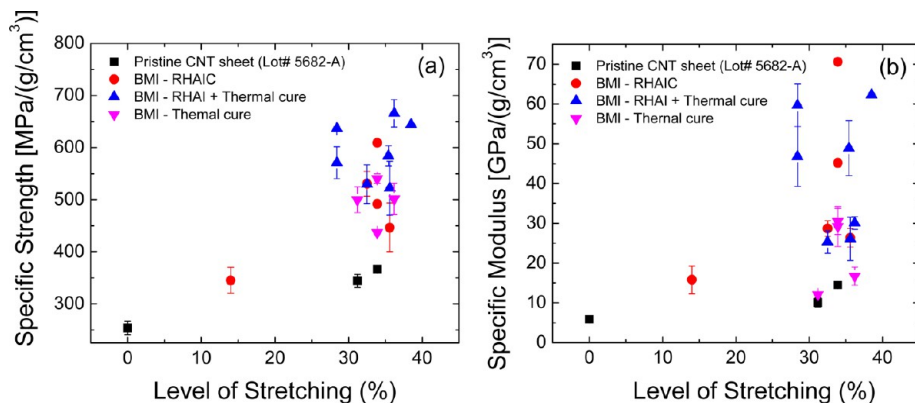 Specific Strength [MPa/(g/cm³)]
800
700
600
500
400
300
Pristine CNT sheet (Lot# 5682-A)
BMI - RHAIC
BMI - RHAI + Thermal cure
BMI - Themal cure
(a)
0
10
20
30
40
Level of Stretching (%)
Specific Modulus [GPa/(g/cm³)]
70
60
50
40
30
20
10
0
Pristine CNT sheet (Lot# 5682-A)
BMI - RHAIC
BMI - RHAI + Thermal cure
BMI - Thernal cure
(b)
0
10
20
30
40
Level of Stretching (%)